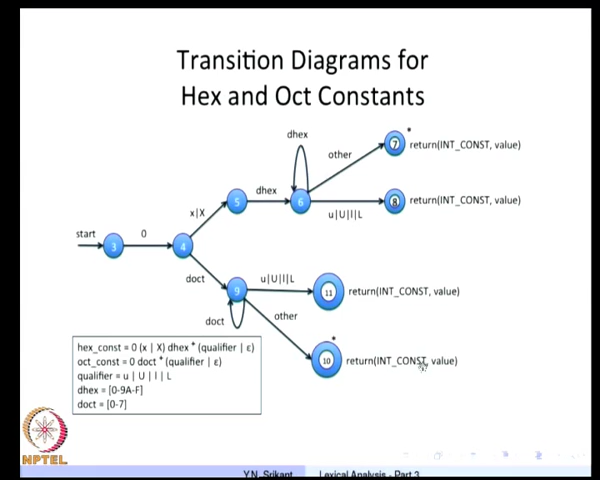 Transition Diagrams for
Hex and Oct Constants
dhex
*
7
return(INT_CONST, value)
other
dhex
x|X
5
6
8
return(INT_CONST, value)
u|U|l|L
start
0
3
4
doct
u|U|l|L
9
11
return(INT_CONST, value)
doct
other
*
10
return(INT_CONST, value)
hex_const = 0 (x | X) dhex + (qualifier | ε)
oct_const = 0 doct + (qualifier | ε)
qualifier = u | U | l | L
dhex = [0-9A-F]
doct = [0-7]
NPTEL
Y.N. Srikant
Lexical Analysis - Part 3